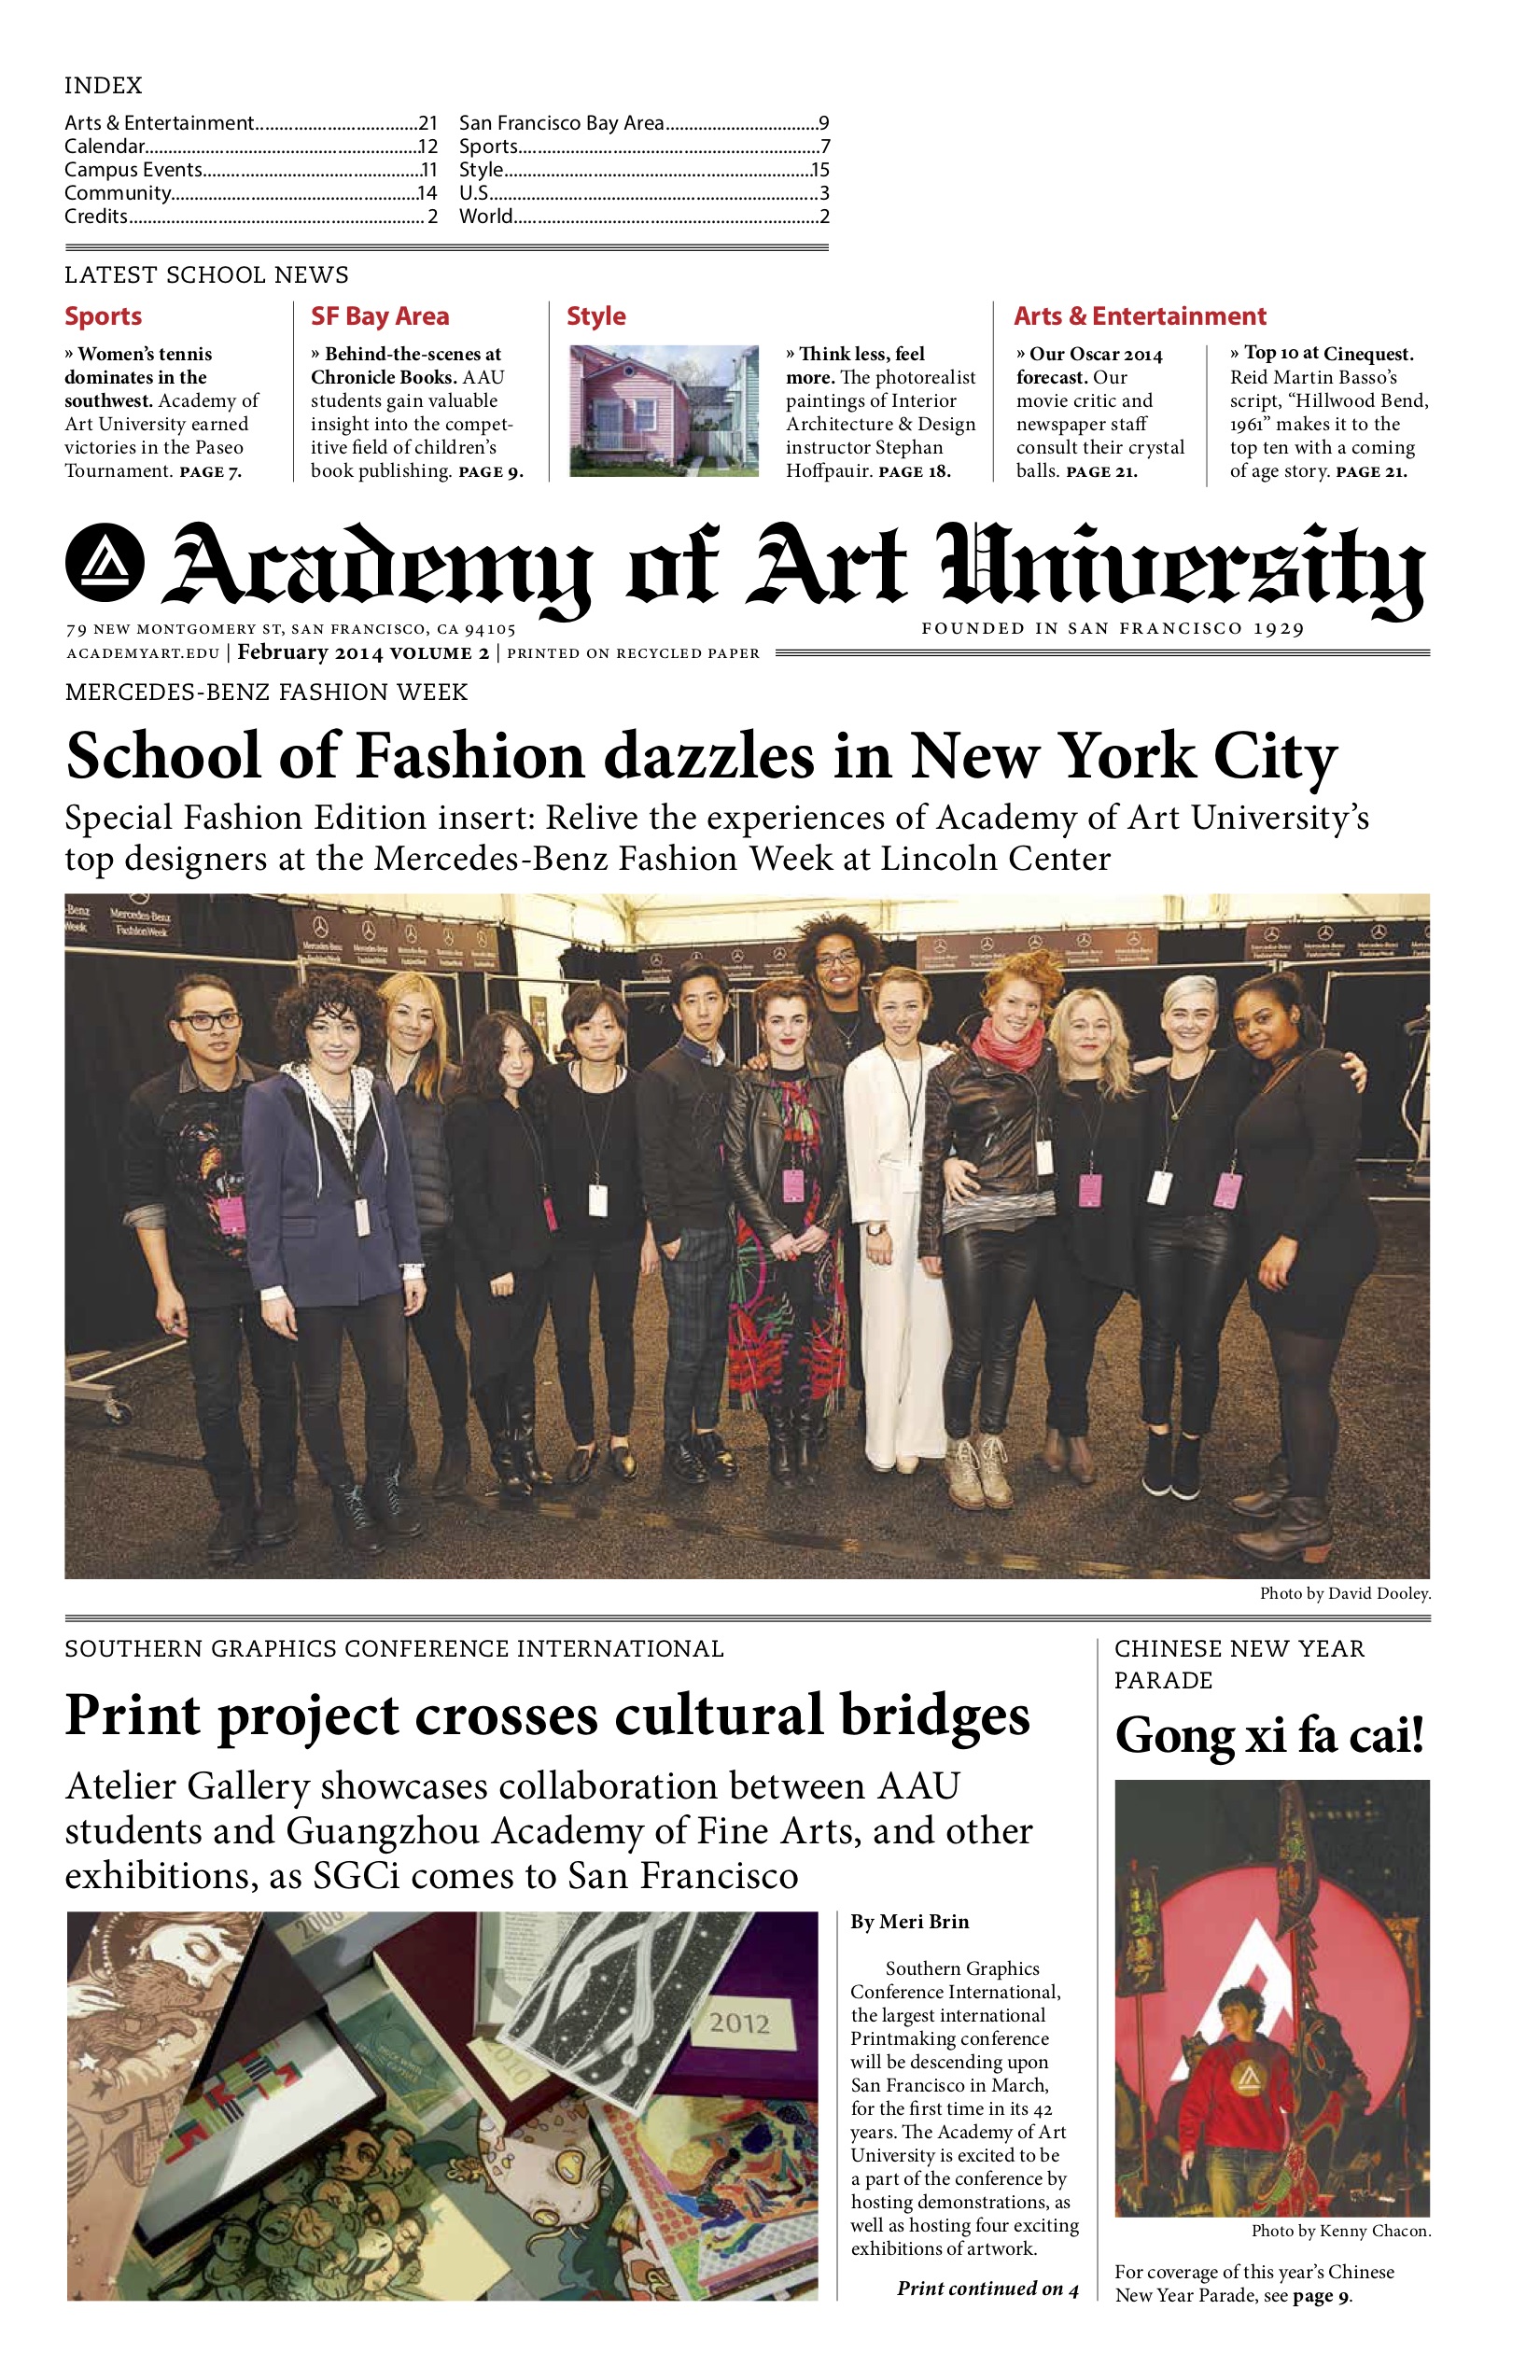 INDEX
Arts & Entertainment..................................21
Calendar.........................................................12
Campus Events..............................................11
Community....................................................14
Credits.............................................................. 2
San Francisco Bay Area................................9
Sports...............................................................7
Style.................................................................15
U.S.....................................................................3
World................................................................2
LATEST SCHOOL NEWS
Sports
» Women’s tennis
dominates in the
southwest. Academy of
Art University earned
victories in the Paseo
Tournament. PAGE 7.
SF Bay Area
» Behind-the-scenes at
Chronicle Books. AAU
students gain valuable
insight into the compet-
itive field of children’s
book publishing. PAGE 9.
Style
» Think less, feel
more. The photorealist
paintings of Interior
Architecture & Design
instructor Stephan
Hoffpauir. PAGE 18.
Arts & Entertainment
» Our Oscar 2014
forecast. Our
movie critic and
newspaper staff
consult their crystal
balls. PAGE 21.
» Top 10 at Cinequest.
Reid Martin Basso’s
script, “Hillwood Bend,
1961” makes it to the
top ten with a coming
of age story. PAGE 21.
Academy of Art University
79 NEW MONTGOMERY ST, SAN FRANCISCO, CA 94105
FOUNDED IN SAN FRANCISCO 1929
ACADEMYART.EDU | February 2014 VOLUME 2 | PRINTED ON RECYCLED PAPER
MERCEDES-BENZ FASHION WEEK
School of Fashion dazzles in New York City
Special Fashion Edition insert: Relive the experiences of Academy of Art University’s
top designers at the Mercedes-Benz Fashion Week at Lincoln Center
-Benz
Week
Mercedes-Benz
FashionWeek
Photo by David Dooley.
SOUTHERN GRAPHICS CONFERENCE INTERNATIONAL
Print project crosses cultural bridges
Atelier Gallery showcases collaboration between AAU
students and Guangzhou Academy of Fine Arts, and other
exhibitions, as SGCi comes to San Francisco
2006
2010
2012
By Meri Brin
Southern Graphics
Conference International,
the largest international
Printmaking conference
will be descending upon
San Francisco in March,
for the first time in its 42
years. The Academy of Art
University is excited to be
a part of the conference by
hosting demonstrations, as
well as hosting four exciting
exhibitions of artwork.
Print continued on 4
CHINESE NEW YEAR
PARADE
Gong xi fa cai!
Photo by Kenny Chacon.
For coverage of this year’s Chinese
New Year Parade, see page 9.